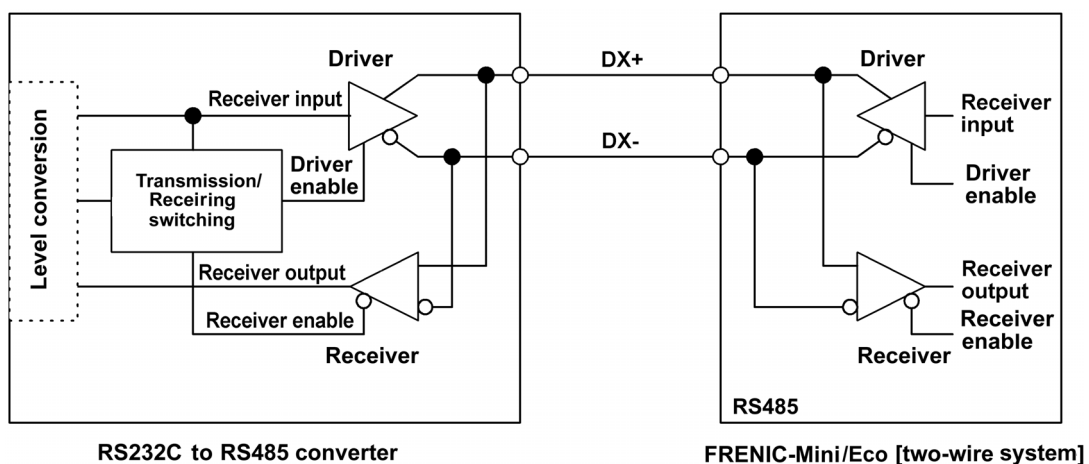 Driver
DX+
Driver
Receiver input
Receiver
input
Level conversion
DX-
Driver
enable
Transmission/
Receiring
switching
Driver
enable
Receiver output
Receiver
output
Receiver enable
Receiver
enable
Receiver
Receiver
RS485
RS232C to RS485 converter
FRENIC-Mini/Eco [two-wire system]